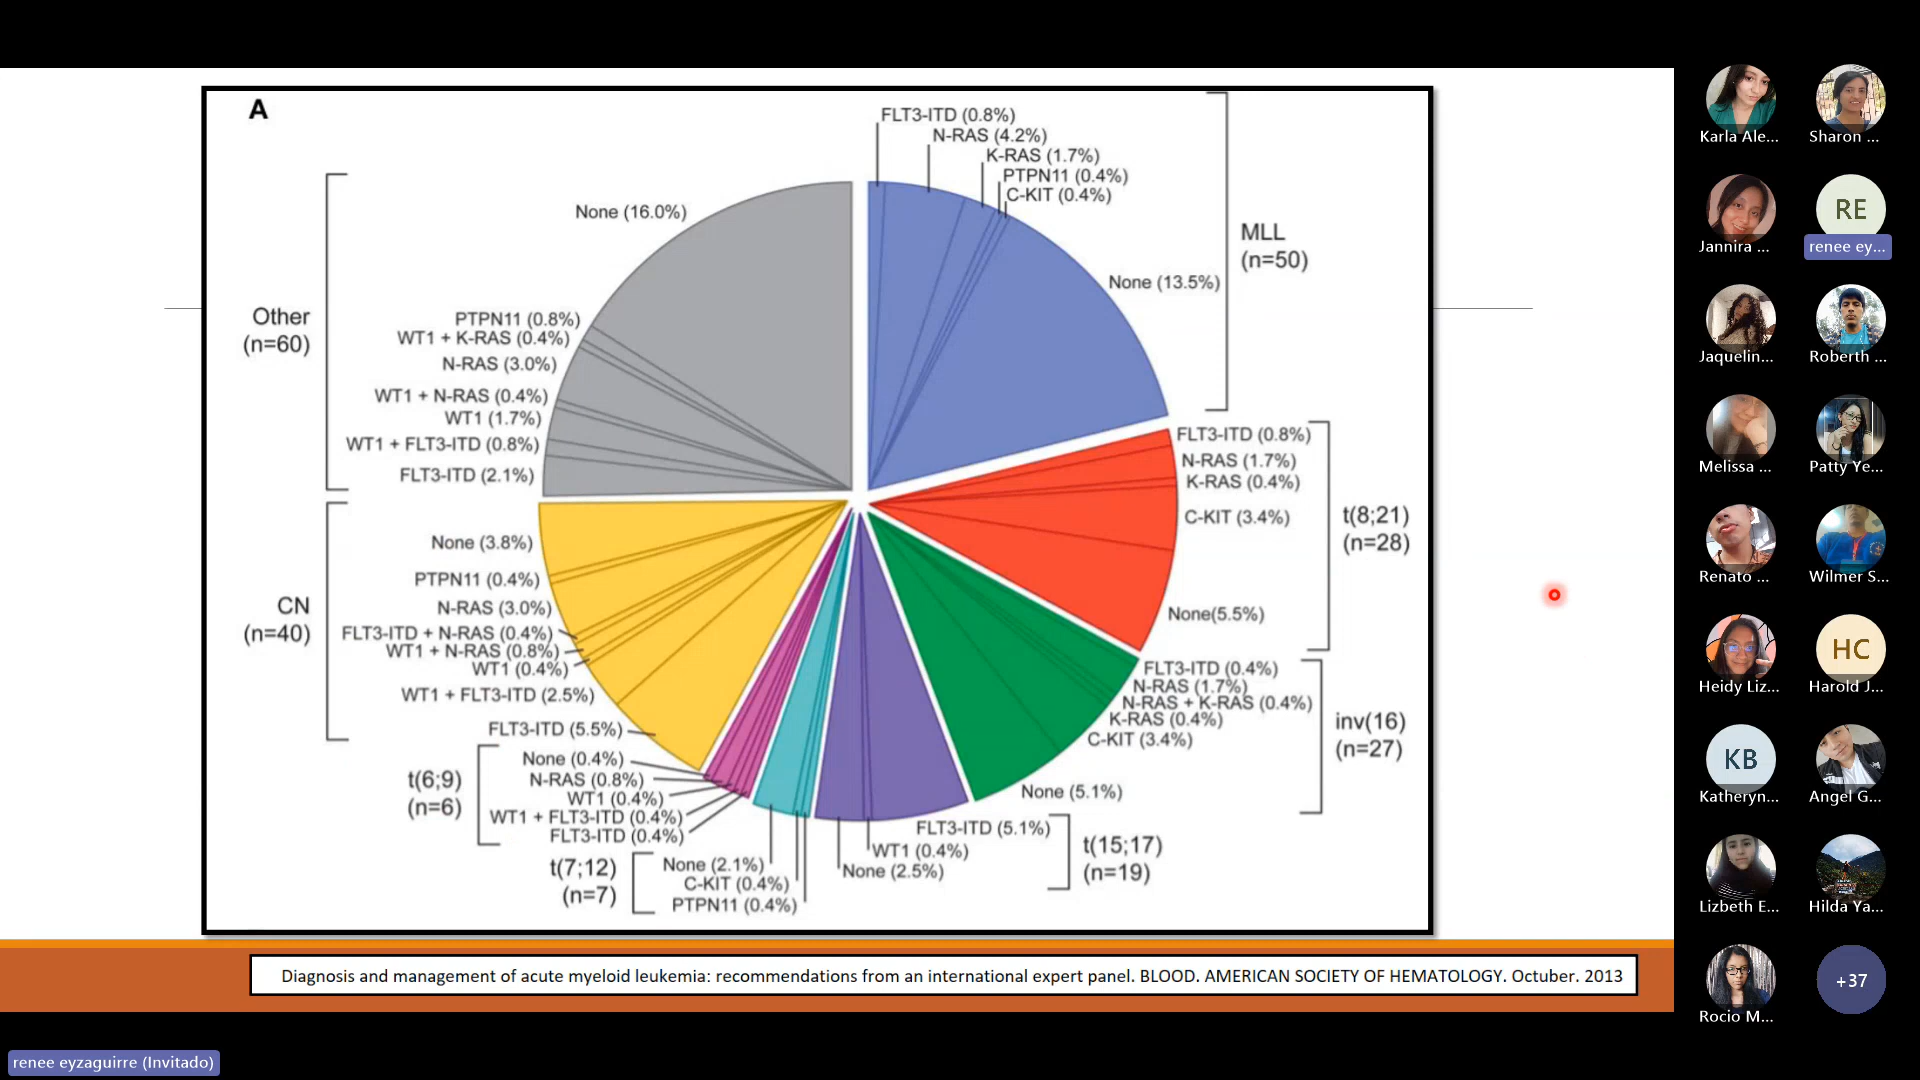 A
FLT3-ITD (0.8%)
N-RAS (4.2%)
K-RAS (1.7%)
PTPN11 (0.4%)
C-KIT (0.4%)
None (13.5%)
MLL
(n=50)
FLT3-ITD (0.8%)
N-RAS (1.7%)
K-RAS (0.4%)
C-KIT (3.4%)
None(5.5%)
t(8;21)
(n=28)
FLT3-ITD (0.4%)
N-RAS (1.7%)
N-RAS + K-RAS (0.4%)
K-RAS (0.4%)
C-KIT (3.4%)
None (5.1%)
inv(16)
(n=27)
FLT3-ITD (5.1%)
WT1 (0.4%)
None (2.5%)
t(15;17)
(n=19)
None (2.1%)
C-KIT (0.4%)
PTPN11 (0.4%)
t(7;12)
(n=7)
None (0.4%)
N-RAS (0.8%)
WT1 (0.4%)
WT1 + FLT3-ITD (0.4%)
FLT3-ITD (0.4%)
t(6;9)
(n=6)
None (3.8%)
PTPN11 (0.4%)
N-RAS (3.0%)
FLT3-ITD + N-RAS (0.4%)
WT1 + N-RAS (0.8%)
WT1 (0.4%)
WT1 + FLT3-ITD (2.5%)
FLT3-ITD (5.5%)
CN
(n=40)
None (16.0%)
PTPN11 (0.8%)
WT1 + K-RAS (0.4%)
N-RAS (3.0%)
WT1 + N-RAS (0.4%)
WT1 (1.7%)
WT1 + FLT3-ITD (0.8%)
FLT3-ITD (2.1%)
Other
(n=60)
Diagnosis and management of acute myeloid leukemia: recommendations from an international expert panel. BLOOD. AMERICAN SOCIETY OF HEMATOLOGY. Octuber. 2013
renee eyzaguirre (Invitado)
Karla Ale...
Sharon ...
Jannira ...
RE
renee ey...
Jaquelin...
Roberth ...
Melissa ...
Patty Ye...
Renato ...
Wilmer S...
Heidy Liz...
HC
Harold J...
KB
Katheryn...
Angel G...
Lizbeth E...
Hilda Ya...
Rocio M...
+37